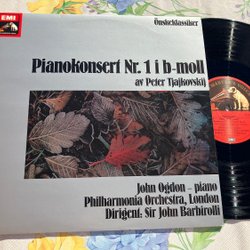 Önskeklassiker
EMI
Pianokonsert Nr. 1 i b-moll
av Peter Tjajkovskij
John Ogdon – piano
Philharmonia Orchestra, London
Dirigent: Sir John Barbirolli